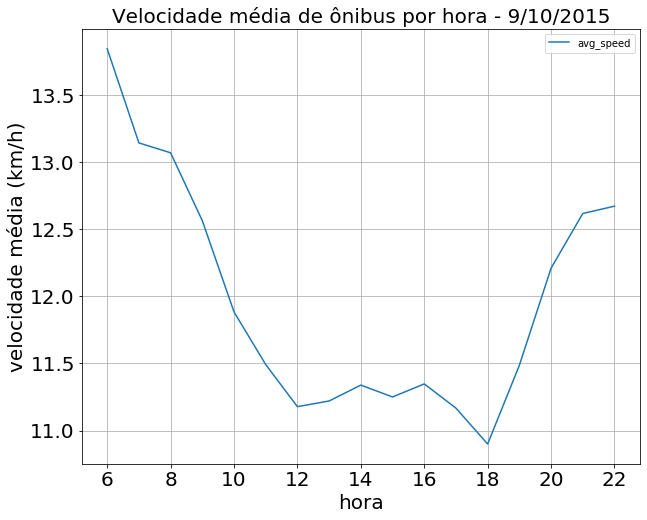 Velocidade média de ônibus por hora - 9/10/2015
avg_speed
velocidade média (km/h)
13.5
13.0
12.5
12.0
11.5
11.0
6 8 10 12 14 16 18 20 22
hora